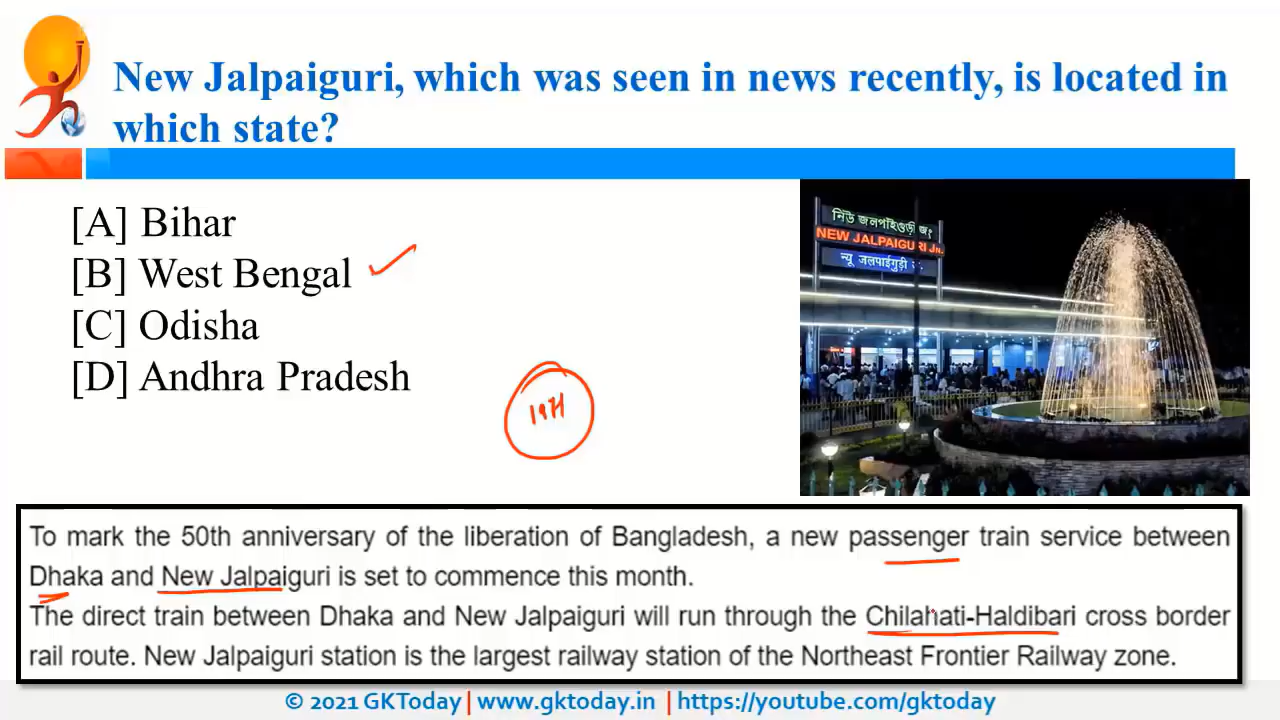 New Jalpaiguri, which was seen in news recently, is located in
which state?
[A] Bihar
[B] West Bengal
[C] Odisha
[D] Andhra Pradesh
1971
নিউ জলপাইগুড়ি জং
NEW JALPAIGURI Jn.
न्यू जलपाईगुड़ी
To mark the 50th anniversary of the liberation of Bangladesh, a new passenger train service between
Dhaka and New Jalpaiguri is set to commence this month.
The direct train between Dhaka and New Jalpaiguri will run through the Chilahati-Haldibari cross border
rail route. New Jalpaiguri station is the largest railway station of the Northeast Frontier Railway zone.
© 2021 GKToday | www.gktoday.in | https://youtube.com/gktoday